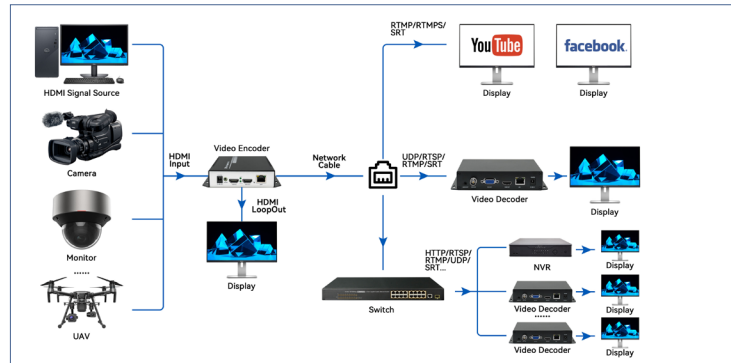 RTMP/RTMPS/
SRT
YouTube
facebook.
Display
Display
HDMI Signal Source
Camera
HDMI
Input
Video Encoder
Network
Cable
UDP/RTSP/
RTMP/SRT
Video Decoder
Display
HDMI
LoopOut
Monitor
......
Display
UAV
Switch
HTTP/RTSP/
RTMP/UDP/
SRT...
NVR
Display
Video Decoder
......
Display
Video Decoder
Display